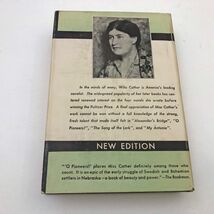 In the minds of many, Willa Cather is America's leading
novelist. The widespread popularity of her later books has cen-
tered renewed interest on the four novels she wrote before
winning the Pulitzer Prize. An appreciation of Miss Cather's work
cannot be won without a full knowledge of the strong,
fresh talent that made itself felt in "Alexander's Bridge", "O
Pioneers!", "The Song of the Lark", and "My Antonia".
NEW EDITION
"'O Pioneers!' places Miss Cather definitely among those who
count. It is an epic of the early struggle of Swedish and Bohemian
settlers in Nebraska—a book of beauty and power." —The Bookman.